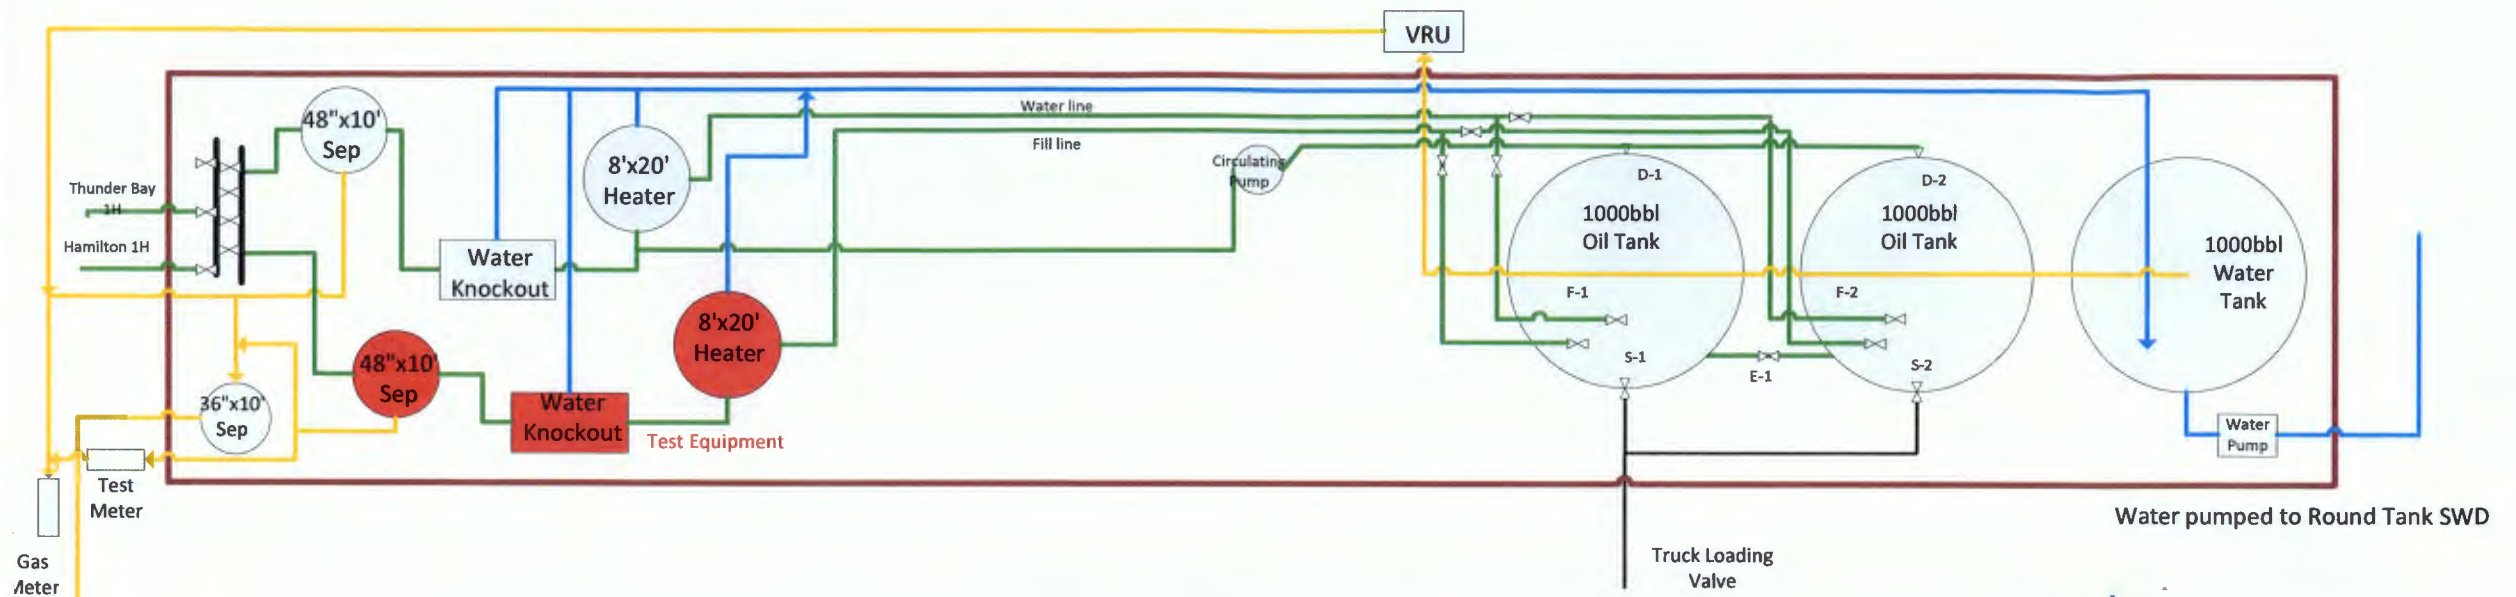 VRU
48"x10'
Sep
Water line
Fill line
Circulating
Pump
8'x20'
Heater
Thunder Bay
1H
Hamilton 1H
Water
Knockout
D-1
1000bbl
Oil Tank
F-1
S-1
D-2
1000bbl
Oil Tank
F-2
S-2
E-1
1000bbl
Water
Tank
8'x20'
Heater
48"x10'
Sep
36"x10'
Sep
Water
Knockout
Test Equipment
Water
Pump
Test
Meter
Gas
Meter
Truck Loading
Valve
Water pumped to Round Tank SWD